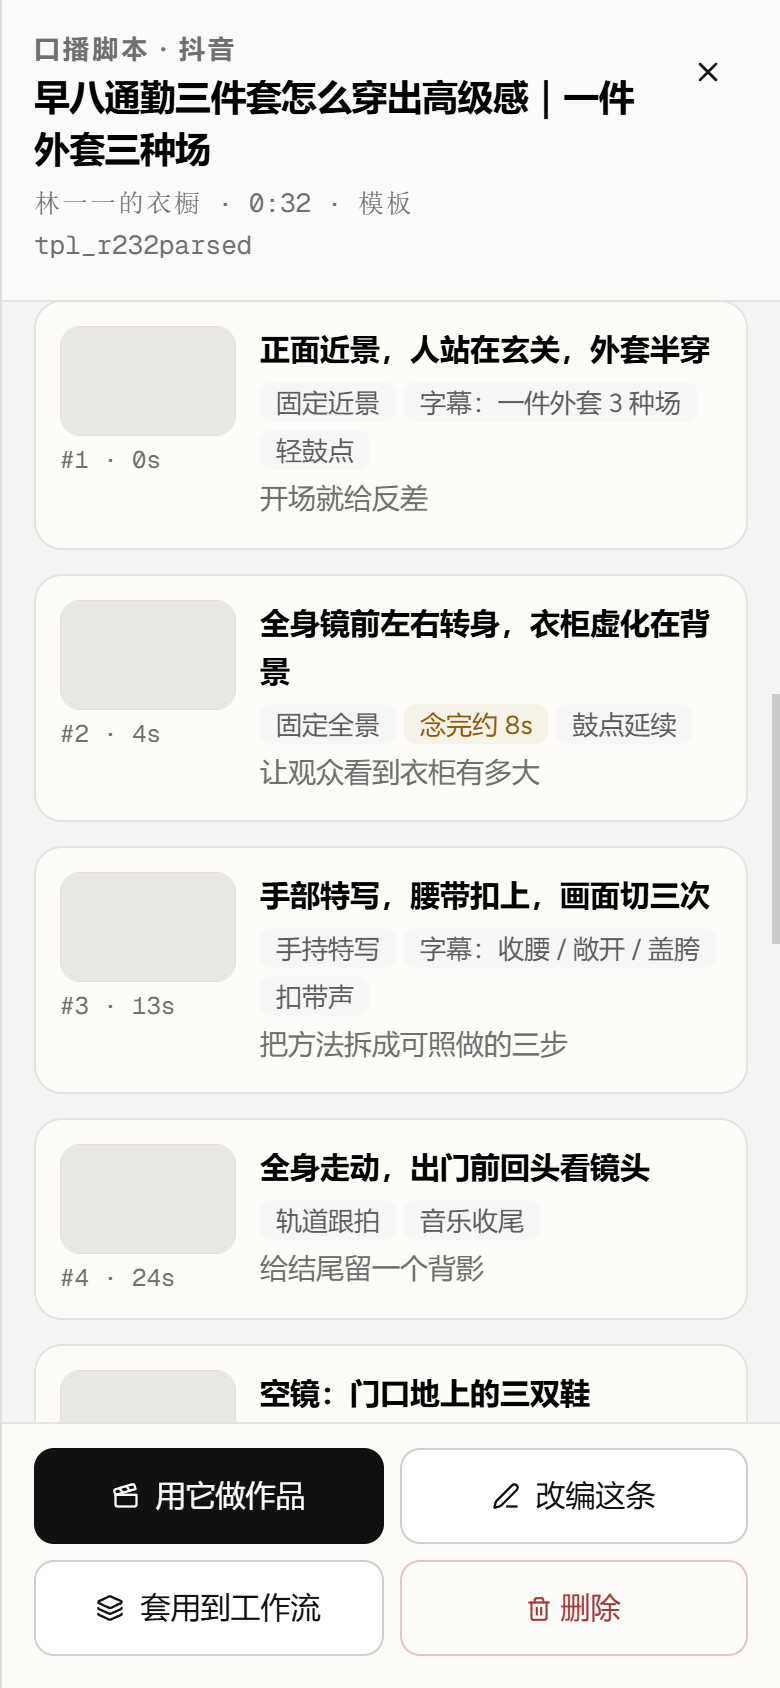 口播脚本 · 抖音
早八通勤三件套怎么穿出高级感｜一件
外套三种场
林一一的衣橱 · 0:32 · 模板
tpl_r232parsed
正面近景，人站在玄关，外套半穿
固定近景 字幕：一件外套 3 种场
轻鼓点
#1 · 0s
开场就给反差
全身镜前左右转身，衣柜虚化在背
景
固定全景 念完约 8s 鼓点延续
#2 · 4s
让观众看到衣柜有多大
手部特写，腰带扣上，画面切三次
手持特写 字幕：收腰 / 敞开 / 盖胯
扣带声
#3 · 13s
把方法拆成可照做的三步
全身走动，出门前回头看镜头
轨道跟拍 音乐收尾
#4 · 24s
给结尾留一个背影
空镜：门口地上的三双鞋
用它做作品
改编这条
套用到工作流
删除